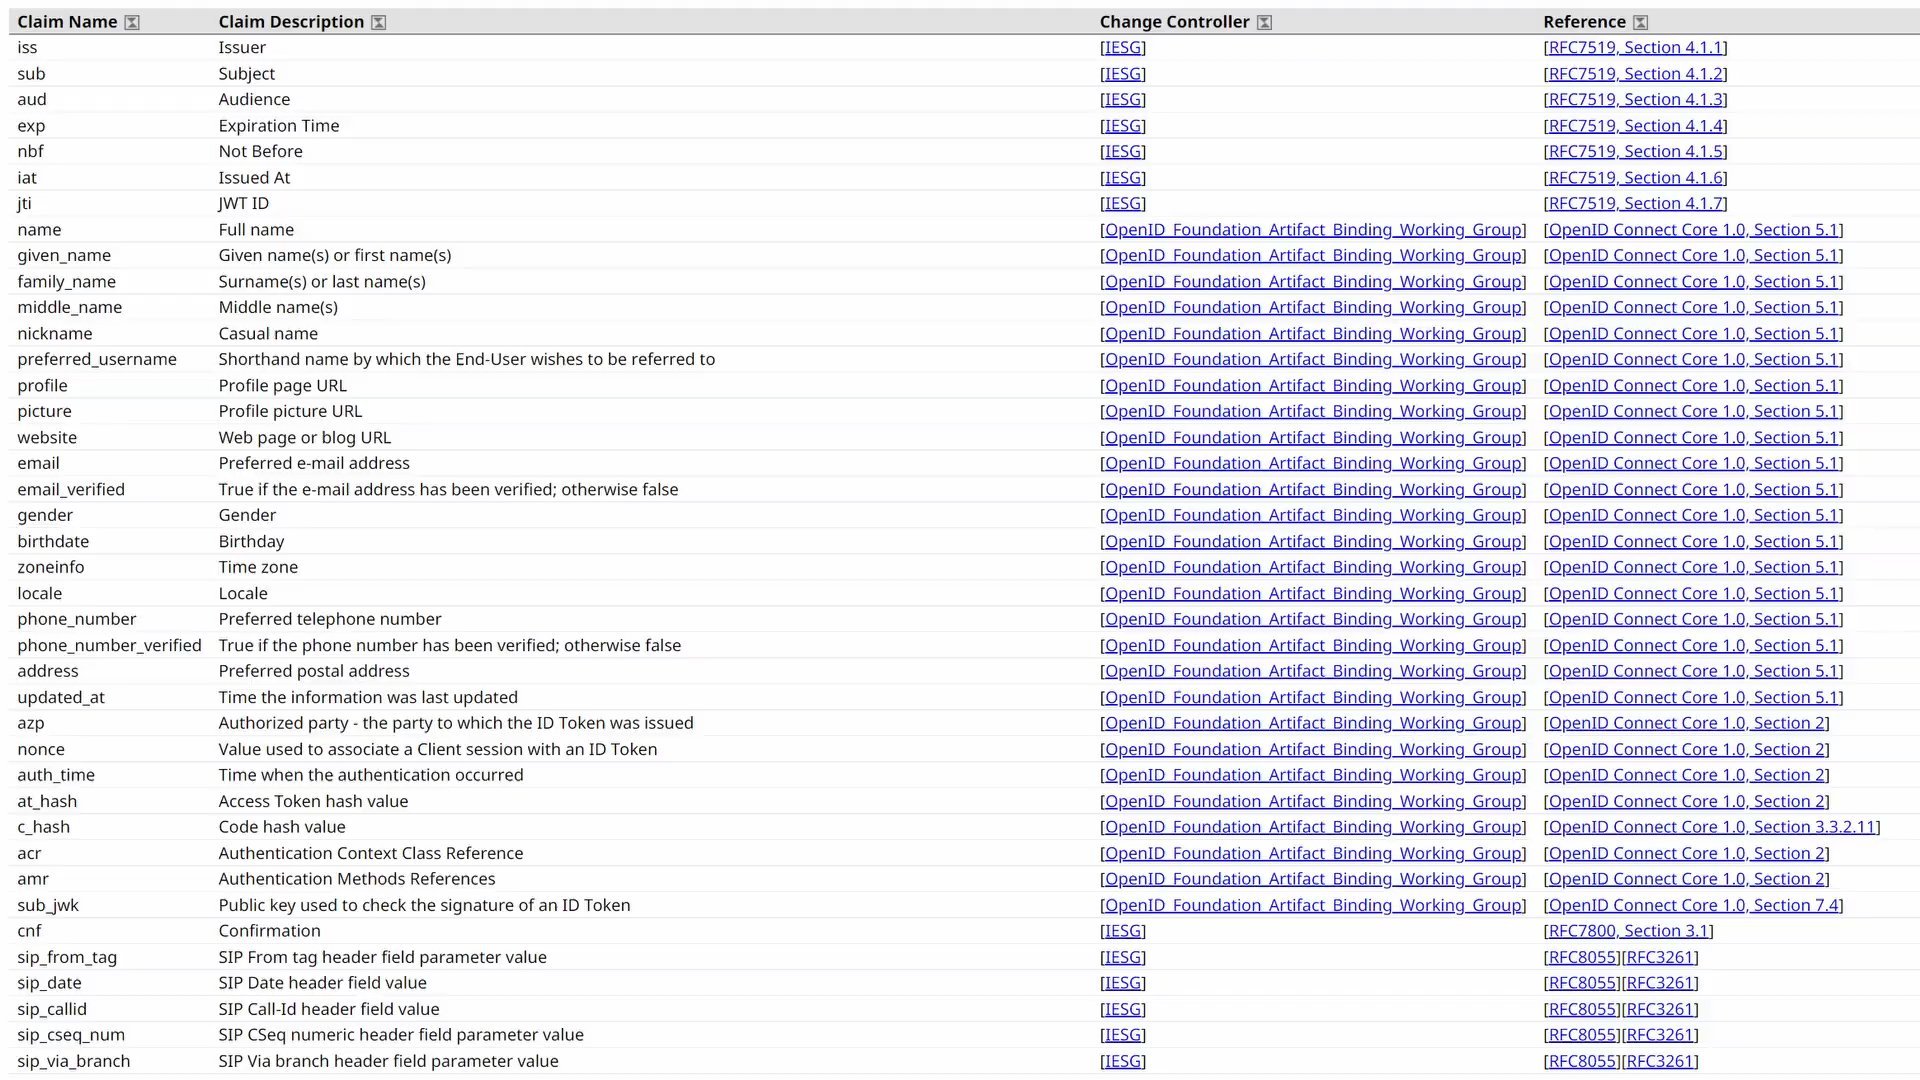 Claim Name Claim Description Change Controller Reference
iss Issuer [IESG] [RFC7519, Section 4.1.1]
sub Subject [IESG] [RFC7519, Section 4.1.2]
aud Audience [IESG] [RFC7519, Section 4.1.3]
exp Expiration Time [IESG] [RFC7519, Section 4.1.4]
nbf Not Before [IESG] [RFC7519, Section 4.1.5]
iat Issued At [IESG] [RFC7519, Section 4.1.6]
jti JWT ID [IESG] [RFC7519, Section 4.1.7]
name Full name [OpenID_Foundation_Artifact_Binding_Working_Group] [OpenID Connect Core 1.0, Section 5.1]
given_name Given name(s) or first name(s) [OpenID_Foundation_Artifact_Binding_Working_Group] [OpenID Connect Core 1.0, Section 5.1]
family_name Surname(s) or last name(s) [OpenID_Foundation_Artifact_Binding_Working_Group] [OpenID Connect Core 1.0, Section 5.1]
middle_name Middle name(s) [OpenID_Foundation_Artifact_Binding_Working_Group] [OpenID Connect Core 1.0, Section 5.1]
nickname Casual name [OpenID_Foundation_Artifact_Binding_Working_Group] [OpenID Connect Core 1.0, Section 5.1]
preferred_username Shorthand name by which the End-User wishes to be referred to [OpenID_Foundation_Artifact_Binding_Working_Group] [OpenID Connect Core 1.0, Section 5.1]
profile Profile page URL [OpenID_Foundation_Artifact_Binding_Working_Group] [OpenID Connect Core 1.0, Section 5.1]
picture Profile picture URL [OpenID_Foundation_Artifact_Binding_Working_Group] [OpenID Connect Core 1.0, Section 5.1]
website Web page or blog URL [OpenID_Foundation_Artifact_Binding_Working_Group] [OpenID Connect Core 1.0, Section 5.1]
email Preferred e-mail address [OpenID_Foundation_Artifact_Binding_Working_Group] [OpenID Connect Core 1.0, Section 5.1]
email_verified True if the e-mail address has been verified; otherwise false [OpenID_Foundation_Artifact_Binding_Working_Group] [OpenID Connect Core 1.0, Section 5.1]
gender Gender [OpenID_Foundation_Artifact_Binding_Working_Group] [OpenID Connect Core 1.0, Section 5.1]
birthdate Birthday [OpenID_Foundation_Artifact_Binding_Working_Group] [OpenID Connect Core 1.0, Section 5.1]
zoneinfo Time zone [OpenID_Foundation_Artifact_Binding_Working_Group] [OpenID Connect Core 1.0, Section 5.1]
locale Locale [OpenID_Foundation_Artifact_Binding_Working_Group] [OpenID Connect Core 1.0, Section 5.1]
phone_number Preferred telephone number [OpenID_Foundation_Artifact_Binding_Working_Group] [OpenID Connect Core 1.0, Section 5.1]
phone_number_verified True if the phone number has been verified; otherwise false [OpenID_Foundation_Artifact_Binding_Working_Group] [OpenID Connect Core 1.0, Section 5.1]
address Preferred postal address [OpenID_Foundation_Artifact_Binding_Working_Group] [OpenID Connect Core 1.0, Section 5.1]
updated_at Time the information was last updated [OpenID_Foundation_Artifact_Binding_Working_Group] [OpenID Connect Core 1.0, Section 5.1]
azp Authorized party - the party to which the ID Token was issued [OpenID_Foundation_Artifact_Binding_Working_Group] [OpenID Connect Core 1.0, Section 2]
nonce Value used to associate a Client session with an ID Token [OpenID_Foundation_Artifact_Binding_Working_Group] [OpenID Connect Core 1.0, Section 2]
auth_time Time when the authentication occurred [OpenID_Foundation_Artifact_Binding_Working_Group] [OpenID Connect Core 1.0, Section 2]
at_hash Access Token hash value [OpenID_Foundation_Artifact_Binding_Working_Group] [OpenID Connect Core 1.0, Section 2]
c_hash Code hash value [OpenID_Foundation_Artifact_Binding_Working_Group] [OpenID Connect Core 1.0, Section 3.3.2.11]
acr Authentication Context Class Reference [OpenID_Foundation_Artifact_Binding_Working_Group] [OpenID Connect Core 1.0, Section 2]
amr Authentication Methods References [OpenID_Foundation_Artifact_Binding_Working_Group] [OpenID Connect Core 1.0, Section 2]
sub_jwk Public key used to check the signature of an ID Token [OpenID_Foundation_Artifact_Binding_Working_Group] [OpenID Connect Core 1.0, Section 7.4]
cnf Confirmation [IESG] [RFC7800, Section 3.1]
sip_from_tag SIP From tag header field parameter value [IESG] [RFC8055][RFC3261]
sip_date SIP Date header field value [IESG] [RFC8055][RFC3261]
sip_callid SIP Call-Id header field value [IESG] [RFC8055][RFC3261]
sip_cseq_num SIP CSeq numeric header field parameter value [IESG] [RFC8055][RFC3261]
sip_via_branch SIP Via branch header field parameter value [IESG] [RFC8055][RFC3261]